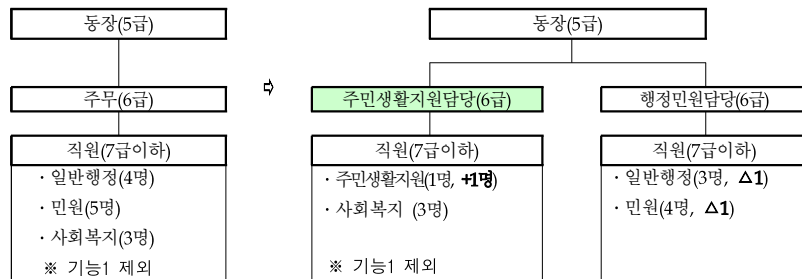 동장(5급)
주무(6급)
직원(7급이하)
· 일반행정(4명)
· 민원(5명)
· 사회복지(3명)
※ 기능1 제외
⇨
동장(5급)
주민생활지원담당(6급)
직원(7급이하)
· 주민생활지원(1명, +1명)
· 사회복지 (3명)
※ 기능1 제외
행정민원담당(6급)
직원(7급이하)
· 일반행정(3명, △1)
· 민원(4명, △1)